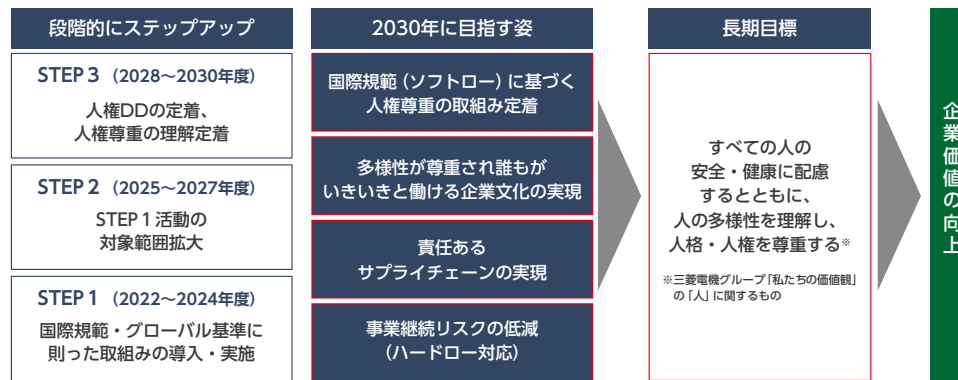 段階的にステップアップ
STEP 3 （2028～2030年度）
人権DDの定着、
人権尊重の理解定着
STEP 2 （2025～2027年度）
STEP 1 活動の
対象範囲拡大
STEP 1 （2022～2024年度）
国際規範・グローバル基準に
則った取組みの導入・実施
2030年に目指す姿
国際規範（ソフトロー）に基づく
人権尊重の取組み定着
多様性が尊重され誰もが
いきいきと働ける企業文化の実現
責任ある
サプライチェーンの実現
事業継続リスクの低減
（ハードロー対応）
長期目標
すべての人の
安全・健康に配慮
するとともに、
人の多様性を理解し、
人格・人権を尊重する※
※三菱電機グループ「私たちの価値観」
の「人」に関するもの
企業価値の向上